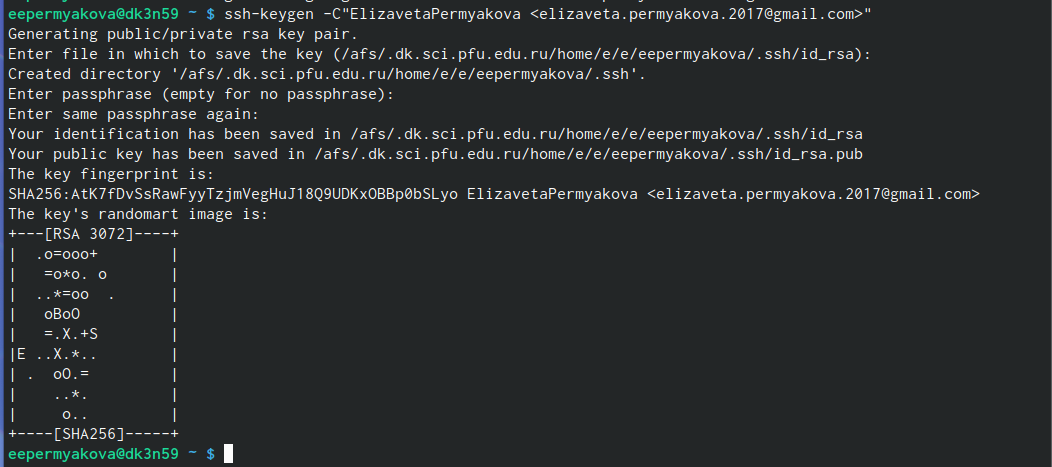 eepermyakova@dk3n59 ~ $ ssh-keygen -C"ElizavetaPermyakova <elizaveta.permyakova.2017@gmail.com>"
Generating public/private rsa key pair.
Enter file in which to save the key (/afs/.dk.sci.pfu.edu.ru/home/e/e/eepermyakova/.ssh/id_rsa):
Created directory '/afs/.dk.sci.pfu.edu.ru/home/e/e/eepermyakova/.ssh'.
Enter passphrase (empty for no passphrase):
Enter same passphrase again:
Your identification has been saved in /afs/.dk.sci.pfu.edu.ru/home/e/e/eepermyakova/.ssh/id_rsa
Your public key has been saved in /afs/.dk.sci.pfu.edu.ru/home/e/e/eepermyakova/.ssh/id_rsa.pub
The key fingerprint is:
SHA256:AtK7fDvSsRawFyyTzjmVegHuJ18Q9UDKxOBBp0bSLyo ElizavetaPermyakova <elizaveta.permyakova.2017@gmail.com>
The key's randomart image is:
+---[RSA 3072]----+
|  .o=ooo+        |
|   =o*o. o       |
|  ..*=oo  .      |
|   oBoO          |
|   =.X.+S        |
|E ..X.*..        |
| .  oO.=         |
|    ..*.         |
|     o..         |
+----[SHA256]-----+
eepermyakova@dk3n59 ~ $